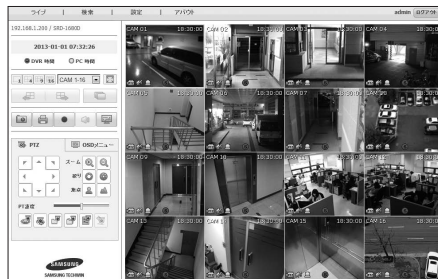 ライブ | 検索 | 設定 | アバウト admin ログアウト
192.168.1.200 / SRD-1680D
2013-01-01 07:32:26
DVR 時間 PC 時間
1 4 9 16 CAM 1-16
PTZ OSDメニュー
ズーム
絞り
焦点
PT速度
SAMSUNG
SAMSUNG TECHWIN
CAM 01 18:30:00 CAM 02 18:30:00 CAM 03 18:30:00 CAM 04 18:30:00
CAM 05 18:30:00 CAM 06 18:30:00 CAM 07 18:30:00 CAM 08 18:30:00
CAM 09 18:30:00 CAM 10 18:30:00 CAM 11 18:30:00 CAM 12 18:30:00
CAM 13 18:30:00 CAM 1 18:30:00 CAM 15 18:30:00 CAM 16 18:30:00